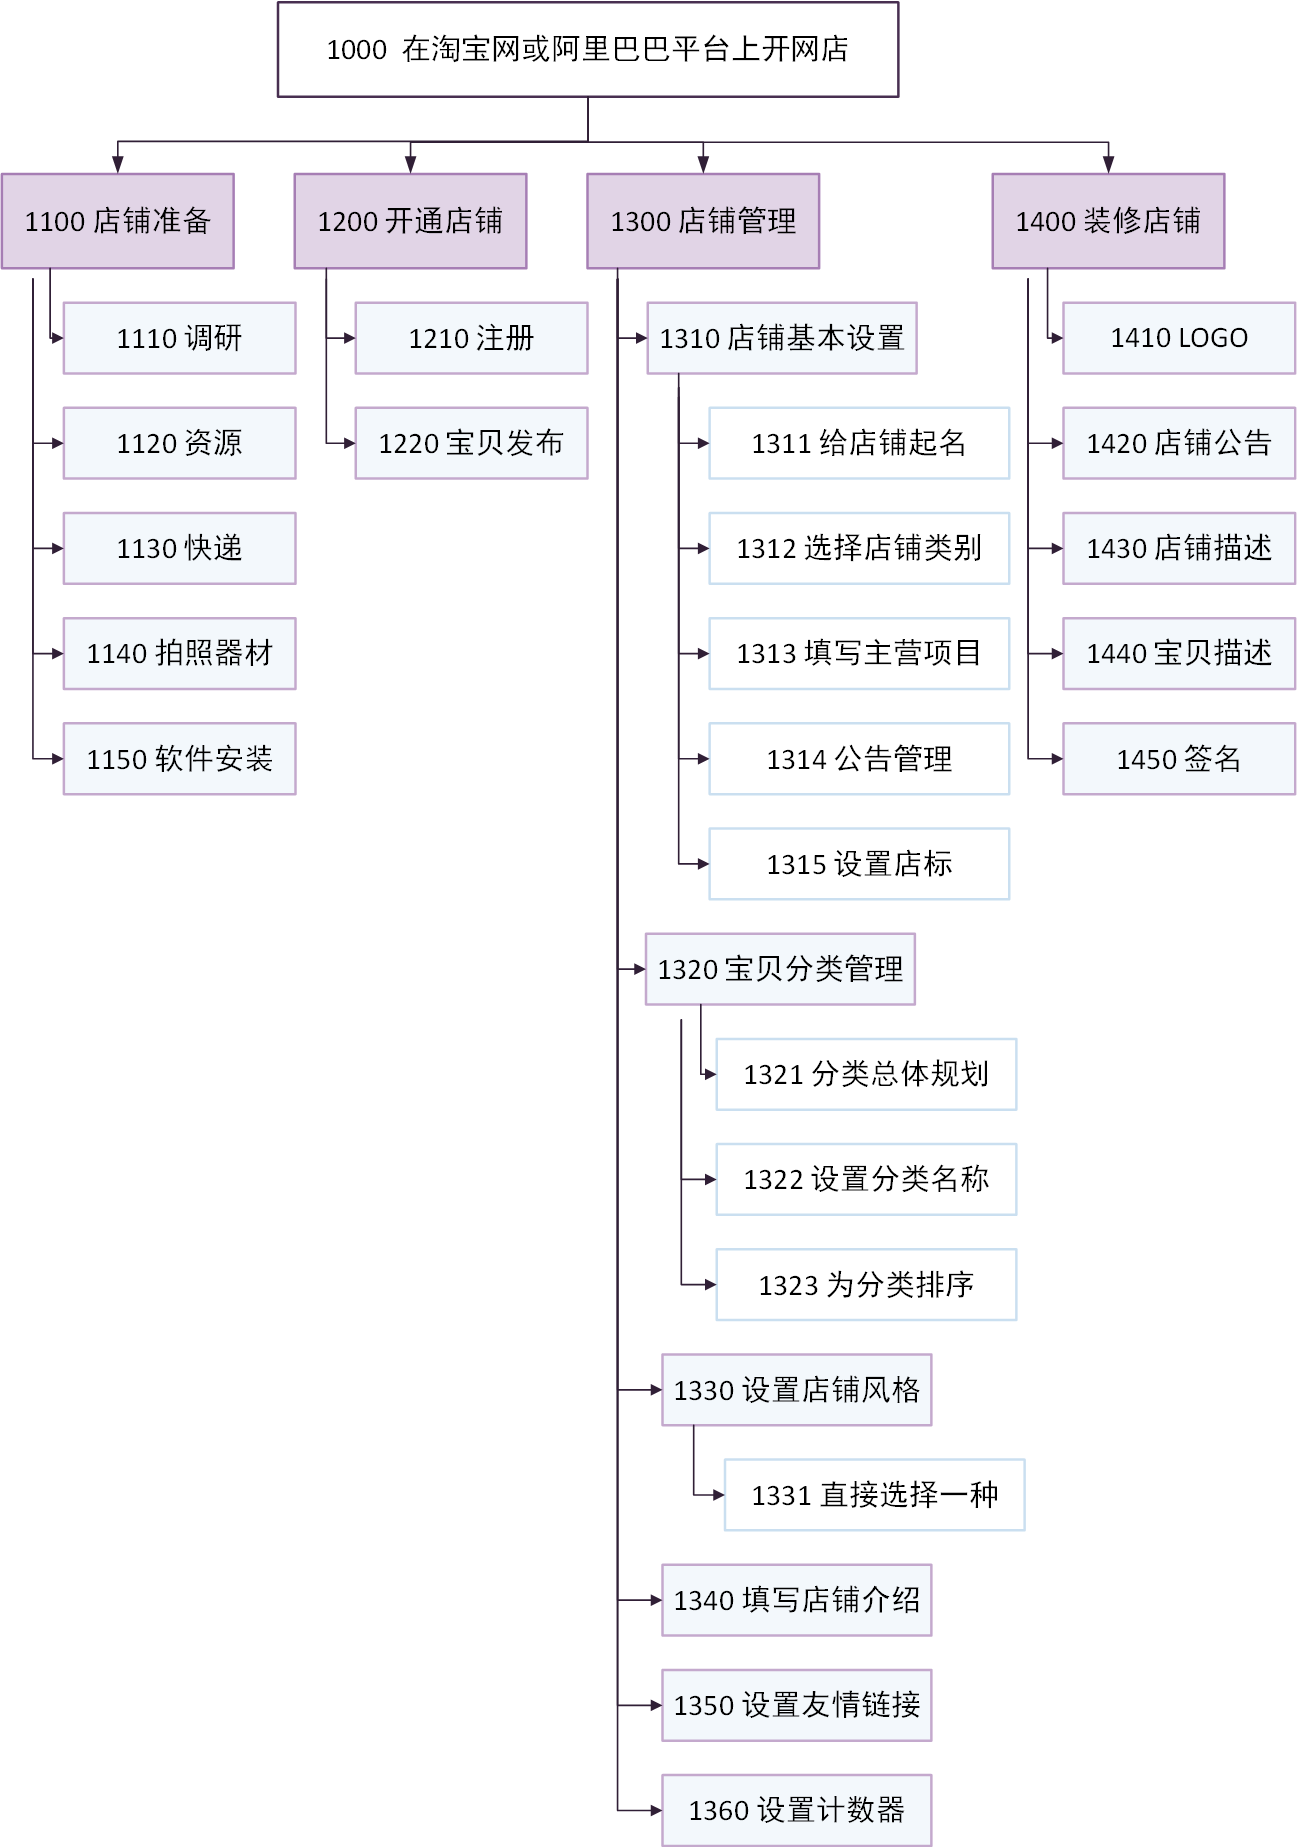 1000 在淘宝网或阿里巴巴平台上开网店
1100 店铺准备
1110 调研
1120 资源
1130 快递
1140 拍照器材
1150 软件安装
1200 开通店铺
1210 注册
1220 宝贝发布
1300 店铺管理
1310 店铺基本设置
1311 给店铺起名
1312 选择店铺类别
1313 填写主营项目
1314 公告管理
1315 设置店标
1320 宝贝分类管理
1321 分类总体规划
1322 设置分类名称
1323 为分类排序
1330 设置店铺风格
1331 直接选择一种
1340 填写店铺介绍
1350 设置友情链接
1360 设置计数器
1400 装修店铺
1410 LOGO
1420 店铺公告
1430 店铺描述
1440 宝贝描述
1450 签名